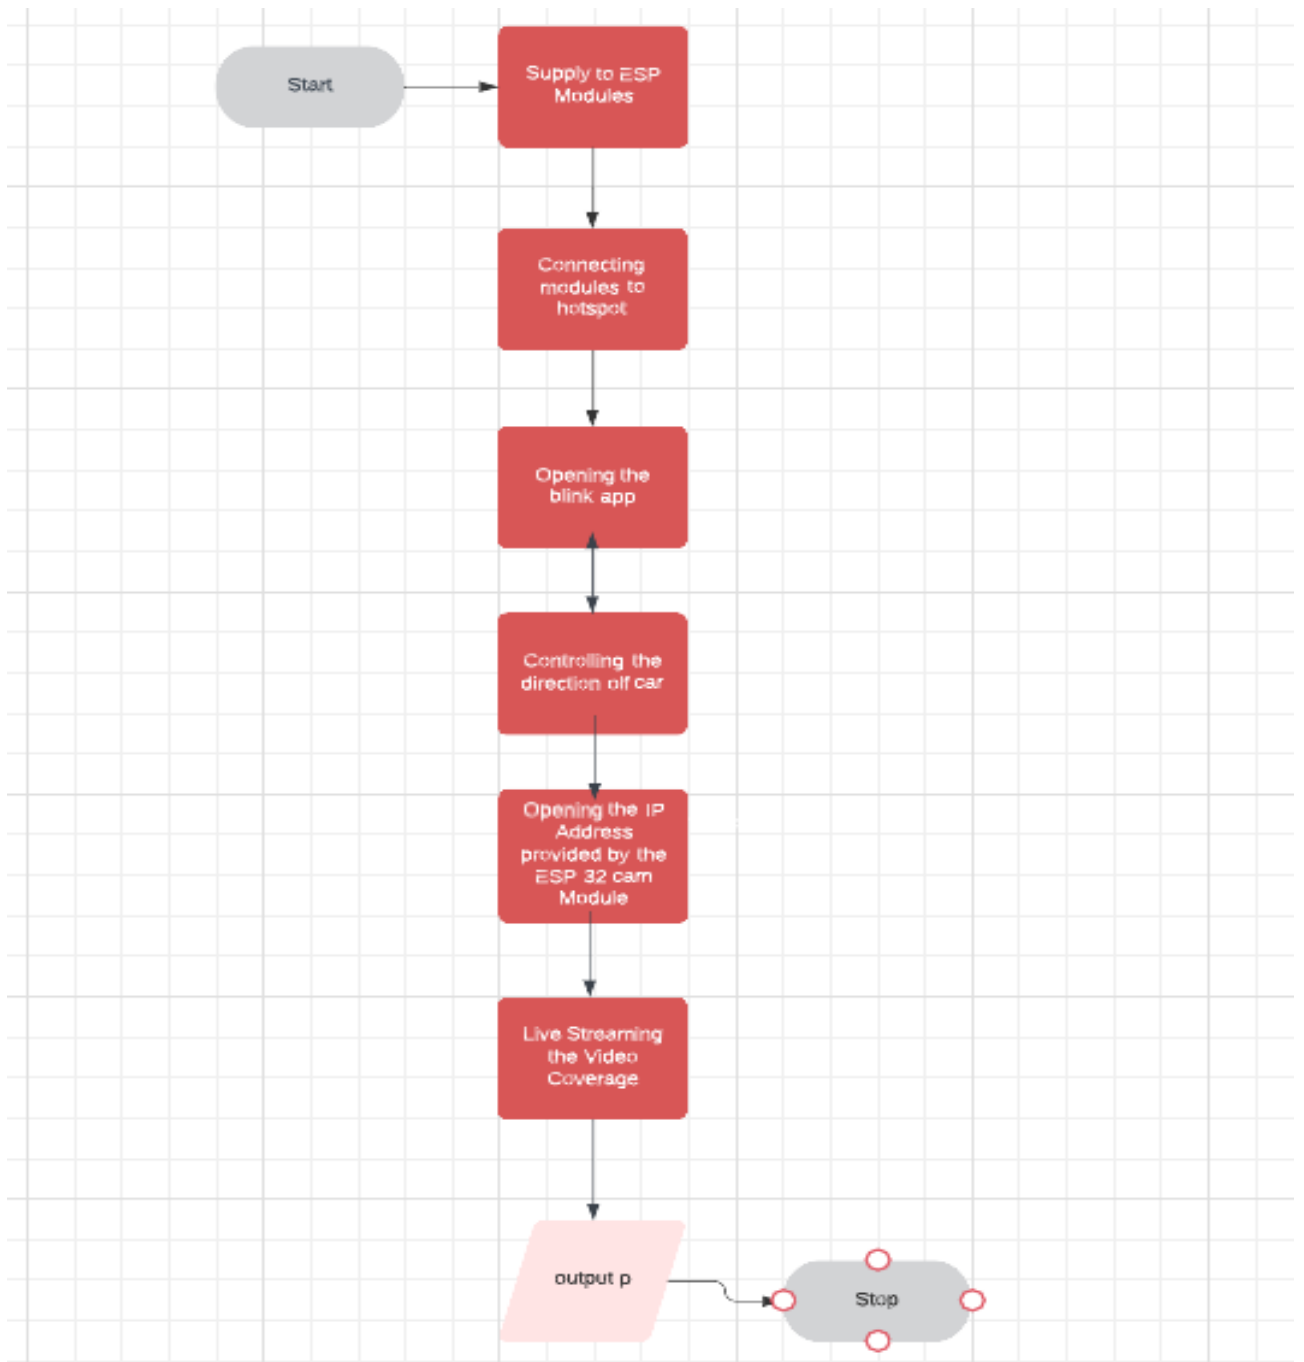 Start
Supply to ESP
Modules
Connecting
modules to
hotspot
Opening the
blink app
Controlling the
direction olf car
Opening the IP
Address
provided by the
ESP 32 cam
Module
Live Streaming
the Video
Coverage
output p
Stop